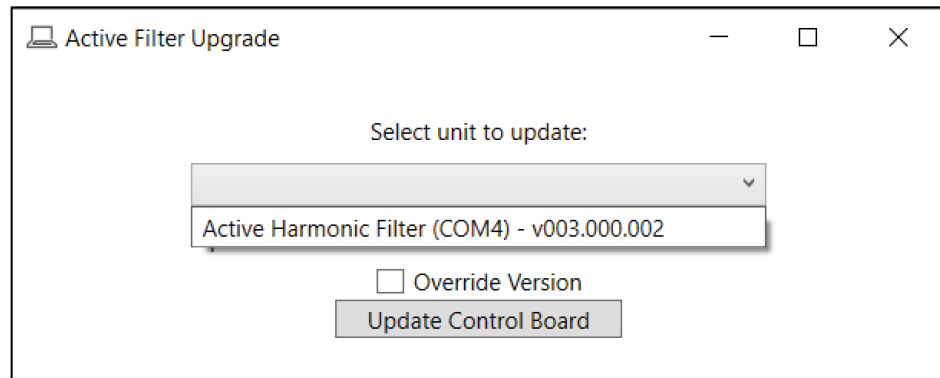 Active Filter Upgrade
Select unit to update:
Active Harmonic Filter (COM4) - v003.000.002
Override Version
Update Control Board